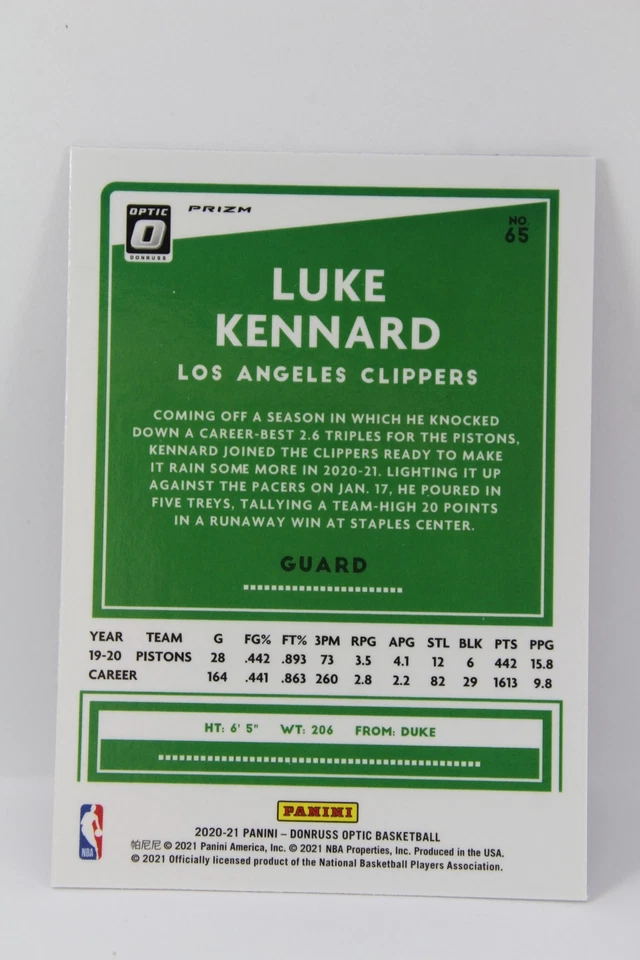 OPTIC
DONRUSS
PRIZM
NO.
65
LUKE
KENNARD
LOS ANGELES CLIPPERS
COMING OFF A SEASON IN WHICH HE KNOCKED
DOWN A CAREER-BEST 2.6 TRIPLES FOR THE PISTONS,
KENNARD JOINED THE CLIPPERS READY TO MAKE
IT RAIN SOME MORE IN 2020-21. LIGHTING IT UP
AGAINST THE PACERS ON JAN. 17, HE POURED IN
FIVE TREYS, TALLYING A TEAM-HIGH 20 POINTS
IN A RUNAWAY WIN AT STAPLES CENTER.
GUARD
YEAR TEAM G FG% FT% 3PM RPG APG STL BLK PTS PPG
19-20 PISTONS 28 .442 .893 73 3.5 4.1 12 6 442 15.8
CAREER 164 .441 .863 260 2.8 2.2 82 29 1613 9.8
HT: 6' 5" WT: 206 FROM: DUKE
PANINI
NBA
2020-21 PANINI – DONRUSS OPTIC BASKETBALL
帕尼尼 © 2021 Panini America, Inc. © 2021 NBA Properties, Inc. Produced in the USA.
© 2021 Officially licensed product of the National Basketball Players Association.